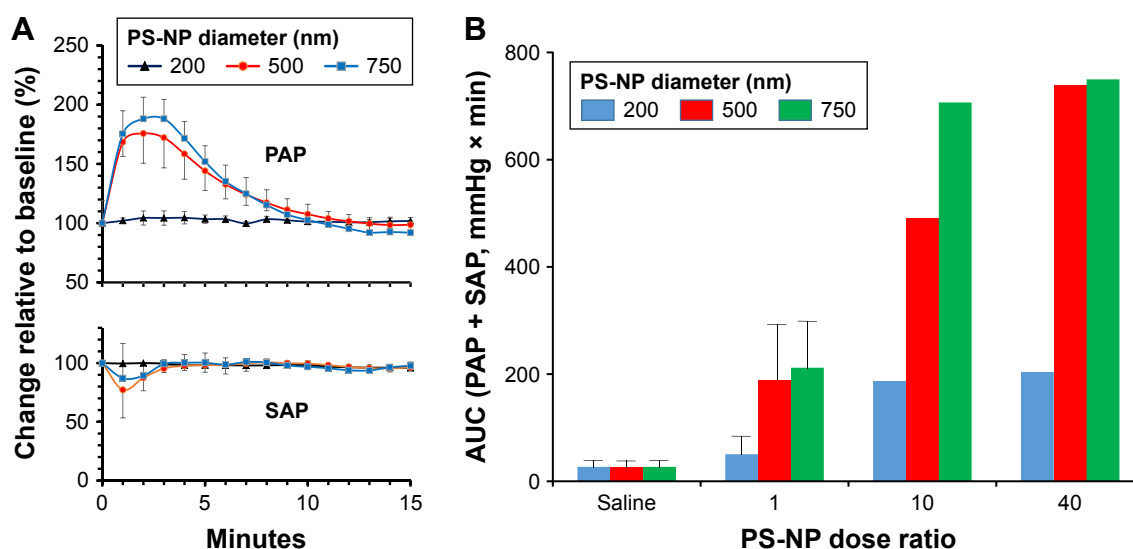 A
PS-NP diameter (nm)
200 500 750
Change relative to baseline (%)
250
200
150
100
50
PAP
100
50
0
SAP
0 5 10 15
Minutes
B
PS-NP diameter (nm)
200 500 750
AUC (PAP + SAP, mmHg × min)
800
600
400
200
0
Saline 1 10 40
PS-NP dose ratio